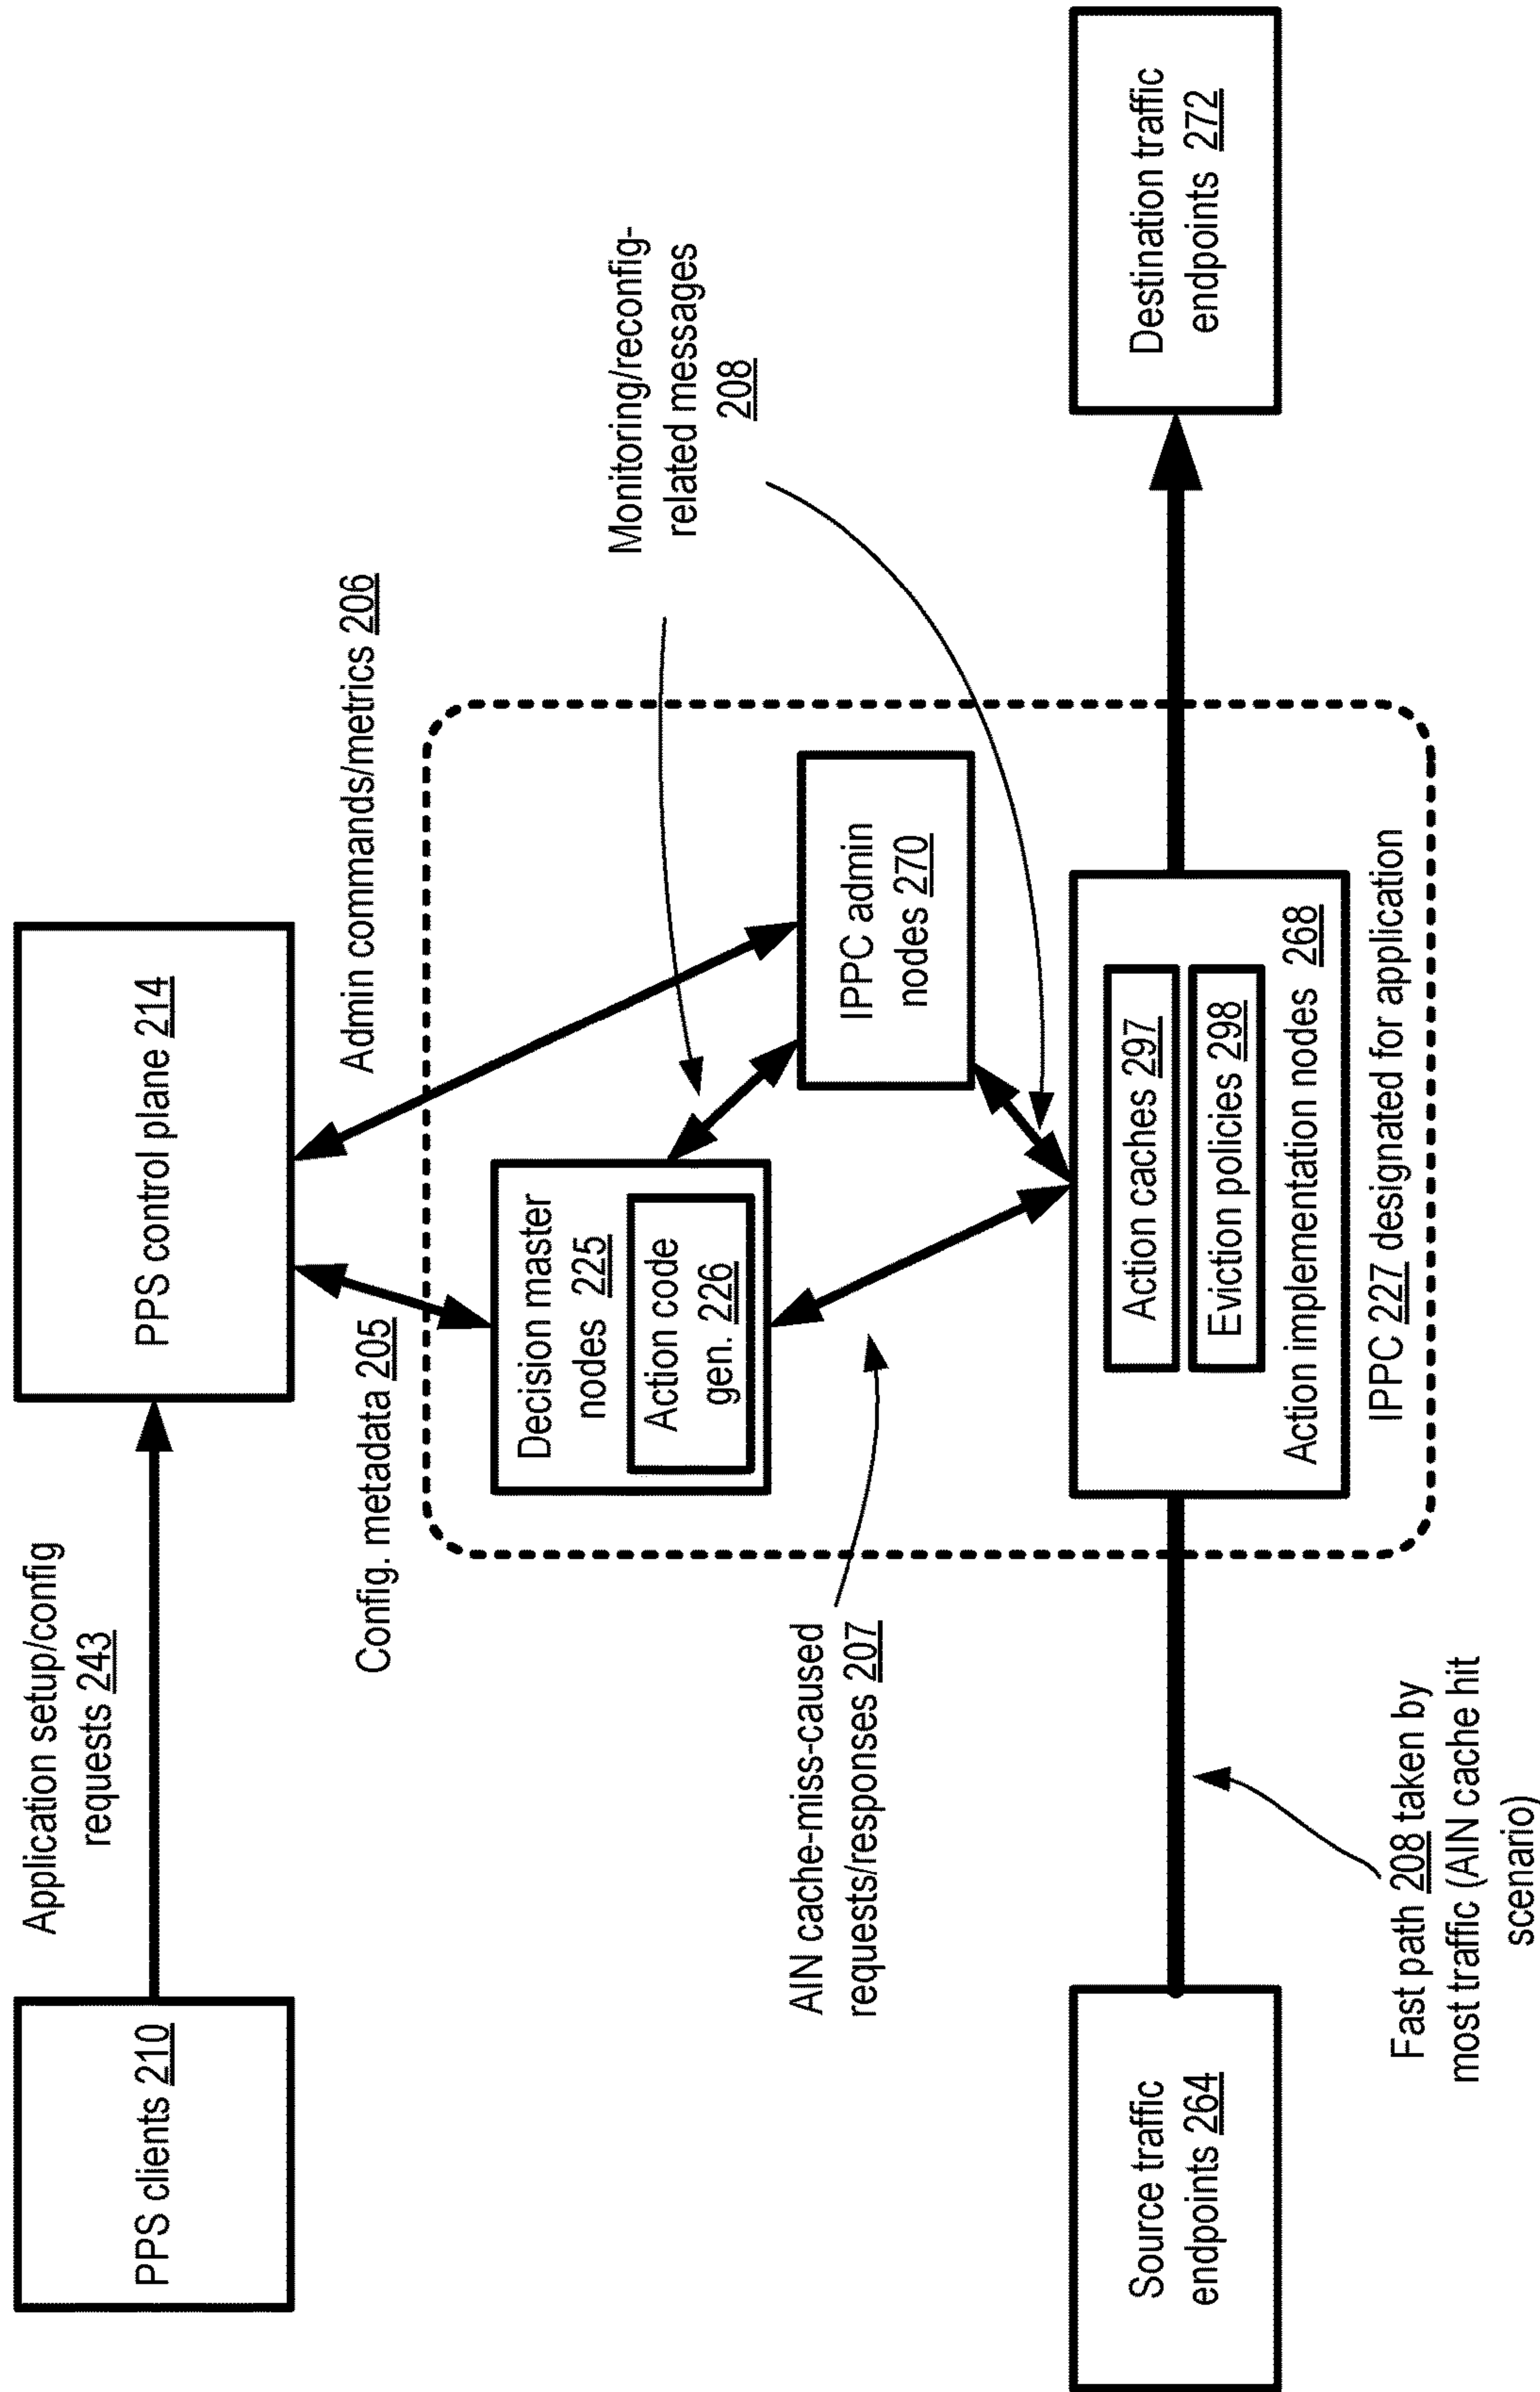 PPS clients 210
Application setup/config
requests 243
PPS control plane 214
Config. metadata 205
Admin commands/metrics 206
Decision master
nodes 225
Action code
gen. 226
Monitoring/reconfig-
related messages
208
AIN cache-miss-caused
requests/responses 207
IPPC admin
nodes 270
Source traffic
endpoints 264
Action caches 297
Eviction policies 298
Action implementation nodes 268
Destination traffic
endpoints 272
IPPC 227 designated for application
Fast path 208 taken by
most traffic (AIN cache hit
scenario)